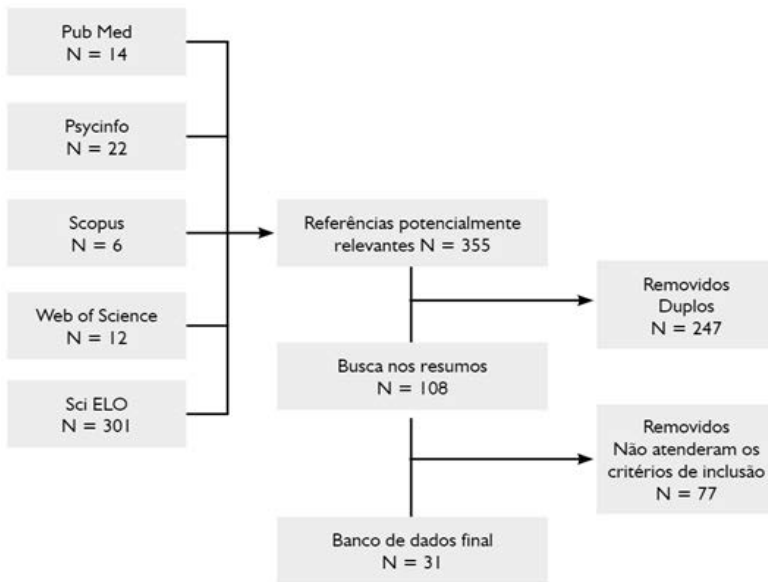 Pub Med
N = 14
Psycinfo
N = 22
Scopus
N = 6
Web of Science
N = 12
Sci ELO
N = 301
Referências potencialmente
relevantes N = 355
Removidos
Duplos
N = 247
Busca nos resumos
N = 108
Removidos
Não atenderam os
critérios de inclusão
N = 77
Banco de dados final
N = 31